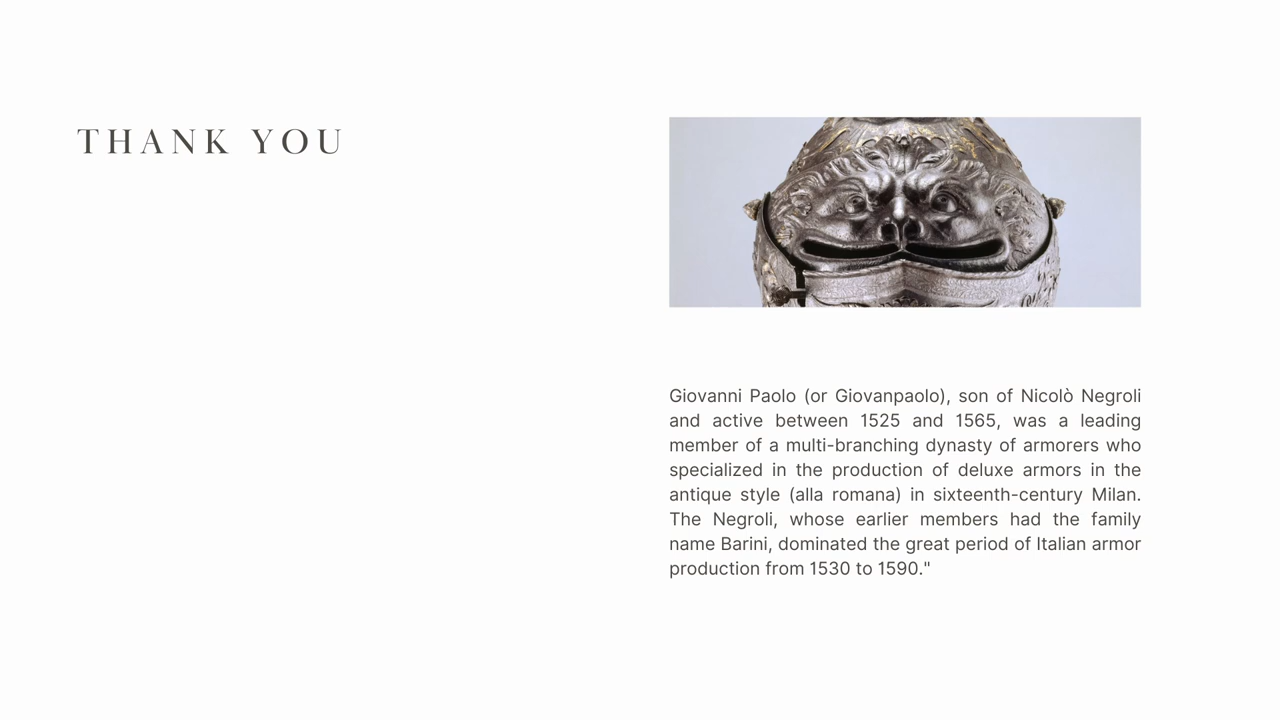 THANK YOU
Giovanni Paolo (or Giovanpaolo), son of Nicolò Negroli
and active between 1525 and 1565, was a leading
member of a multi-branching dynasty of armorers who
specialized in the production of deluxe armors in the
antique style (alla romana) in sixteenth-century Milan.
The Negroli, whose earlier members had the family
name Barini, dominated the great period of Italian armor
production from 1530 to 1590."